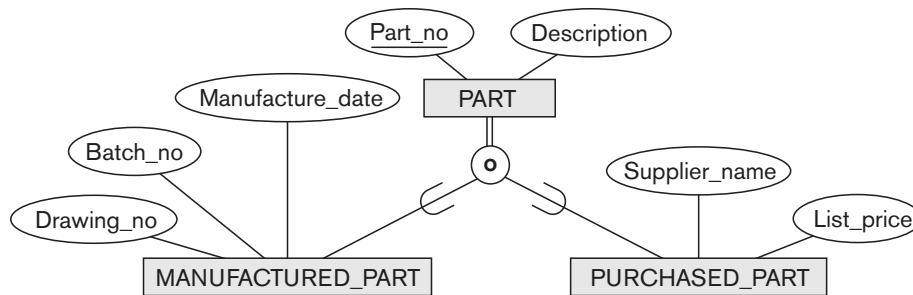 Part_no
Description
PART
Manufacture_date
Batch_no
Drawing_no
o
Supplier_name
List_price
MANUFACTURED_PART
PURCHASED_PART